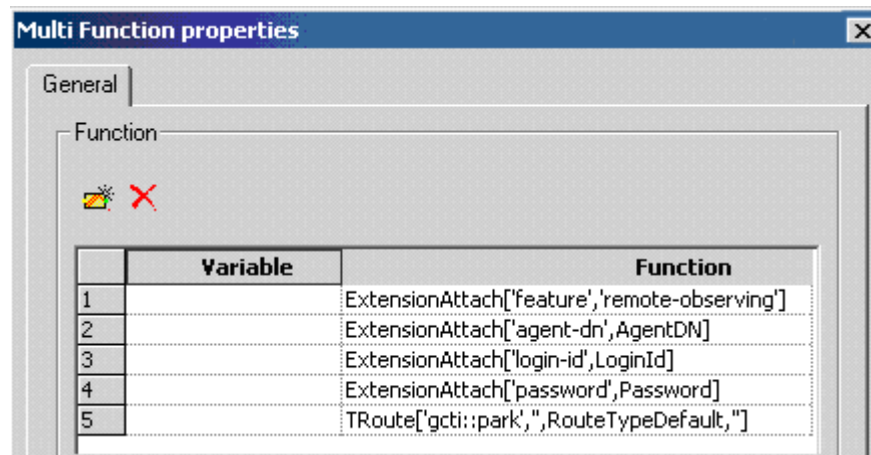 Multi Function properties
General
Function
Variable Function
1 ExtensionAttach['feature','remote-observing']
2 ExtensionAttach['agent-dn',AgentDN]
3 ExtensionAttach['login-id',LoginId]
4 ExtensionAttach['password',Password]
5 TRoute['gcti::park','',RouteTypeDefault,'']